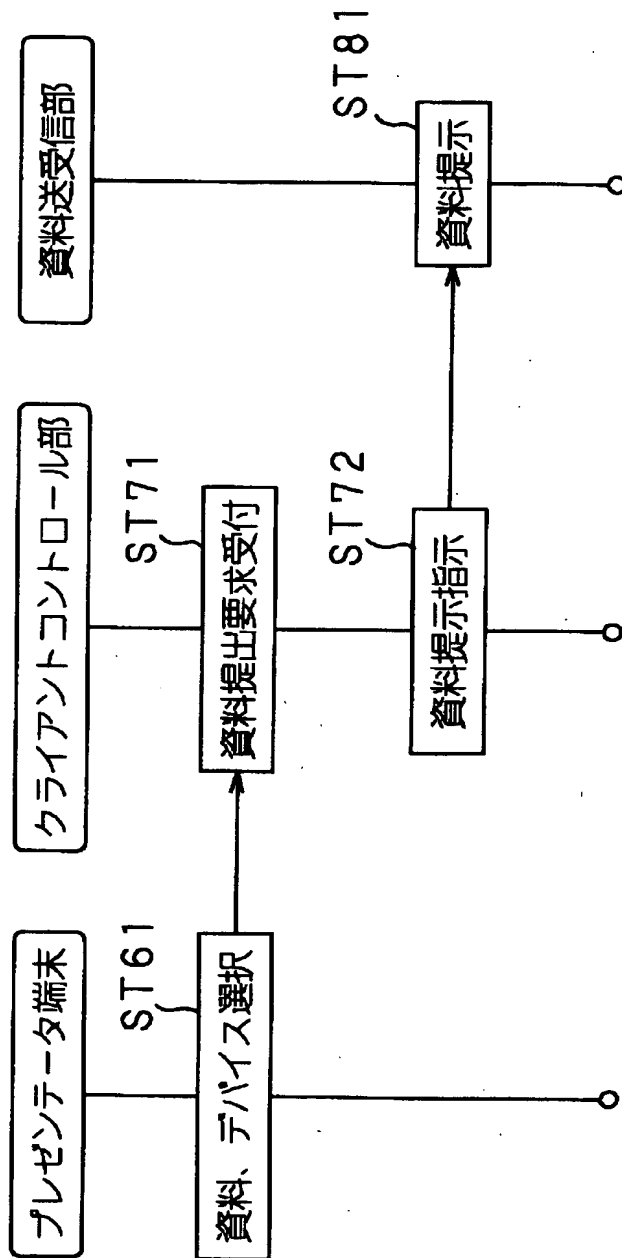 プレゼンテータ端末
クライアントコントロール部
資料送受信部
ST61
資料、デバイス選択
ST71
資料提出要求受付
ST72
資料提示指示
ST81
資料提示